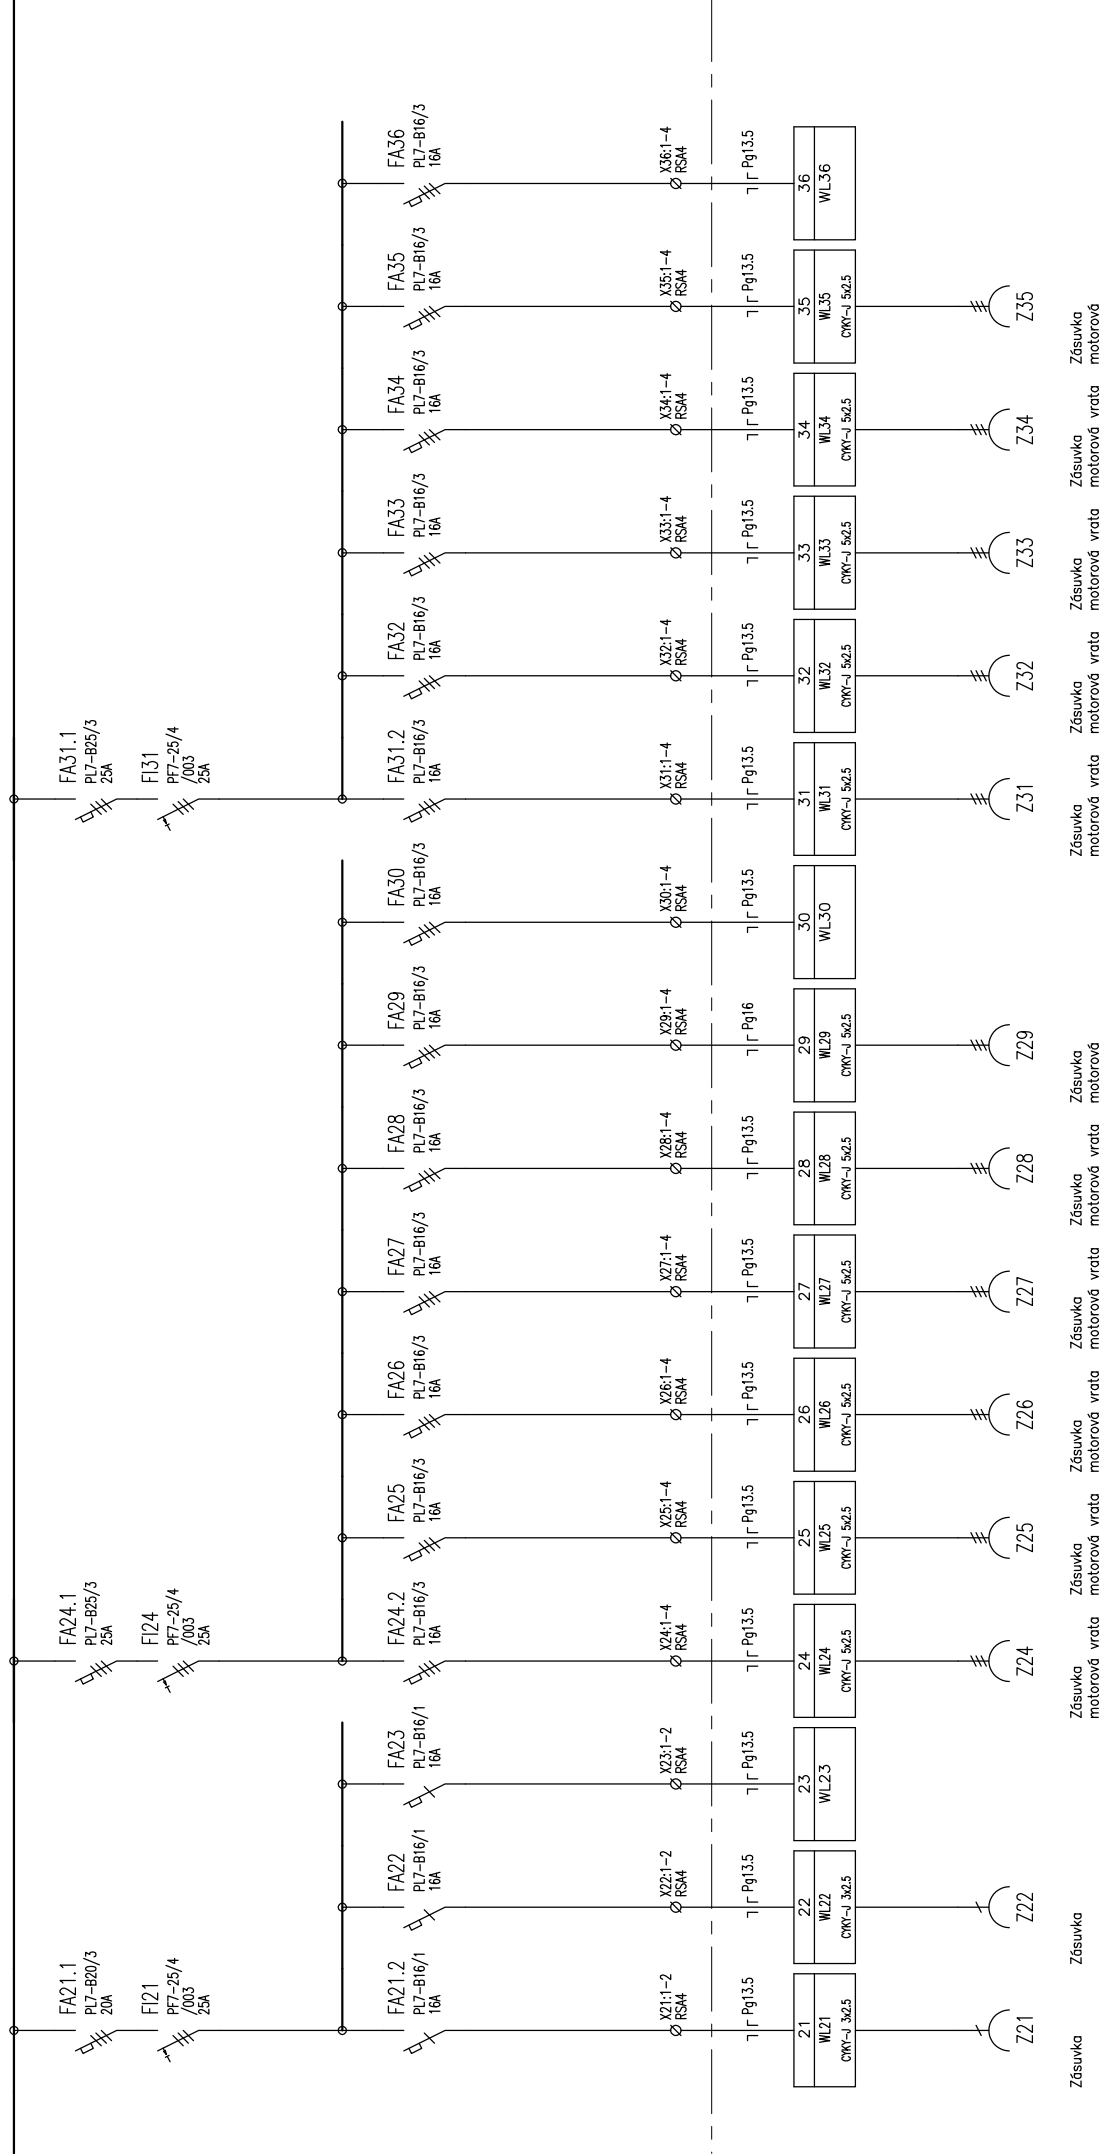 FA21.1
PL7-B20/3
20A
FI21
PF7-25/4
/003
25A
FA24.1
PL7-B25/3
25A
FI24
PF7-25/4
/003
25A
FA31.1
PL7-B25/3
25A
FI31
PF7-25/4
/003
25A
FA21.2
PL7-B16/1
16A
X21:1-2
RSA4
Pg13.5
21
WL21
CYKY-J 3x2.5
Z21
Zásuvka
FA22
PL7-B16/1
16A
X22:1-2
RSA4
Pg13.5
22
WL22
CYKY-J 3x2.5
Z22
Zásuvka
FA23
PL7-B16/1
16A
X23:1-2
RSA4
Pg13.5
23
WL23
FA24.2
PL7-B16/3
16A
X24:1-4
RSA4
Pg13.5
24
WL24
CYKY-J 5x2.5
Z24
Zásuvka
motorová vrata
FA25
PL7-B16/3
16A
X25:1-4
RSA4
Pg13.5
25
WL25
CYKY-J 5x2.5
Z25
Zásuvka
motorová vrata
FA26
PL7-B16/3
16A
X26:1-4
RSA4
Pg13.5
26
WL26
CYKY-J 5x2.5
Z26
Zásuvka
motorová vrata
FA27
PL7-B16/3
16A
X27:1-4
RSA4
Pg13.5
27
WL27
CYKY-J 5x2.5
Z27
Zásuvka
motorová vrata
FA28
PL7-B16/3
16A
X28:1-4
RSA4
Pg13.5
28
WL28
CYKY-J 5x2.5
Z28
Zásuvka
motorová vrata
FA29
PL7-B16/3
16A
X29:1-4
RSA4
Pg16
29
WL29
CYKY-J 5x2.5
Z29
Zásuvka
motorová
FA30
PL7-B16/3
16A
X30:1-4
RSA4
Pg13.5
30
WL30
FA31.2
PL7-B16/3
16A
X31:1-4
RSA4
Pg13.5
31
WL31
CYKY-J 5x2.5
Z31
Zásuvka
motorová vrata
FA32
PL7-B16/3
16A
X32:1-4
RSA4
Pg13.5
32
WL32
CYKY-J 5x2.5
Z32
Zásuvka
motorová vrata
FA33
PL7-B16/3
16A
X33:1-4
RSA4
Pg13.5
33
WL33
CYKY-J 5x2.5
Z33
Zásuvka
motorová vrata
FA34
PL7-B16/3
16A
X34:1-4
RSA4
Pg13.5
34
WL34
CYKY-J 5x2.5
Z34
Zásuvka
motorová vrata
FA35
PL7-B16/3
16A
X35:1-4
RSA4
Pg13.5
35
WL35
CYKY-J 5x2.5
Z35
Zásuvka
motorová
FA36
PL7-B16/3
16A
X36:1-4
RSA4
Pg13.5
36
WL36